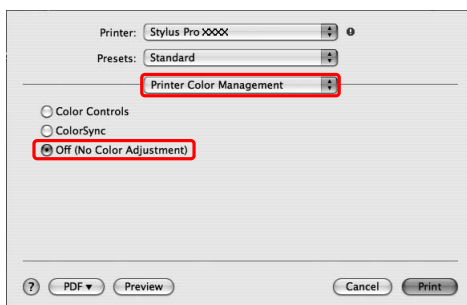 Printer: Stylus Pro XXXX
Presets: Standard
Printer Color Management
Color Controls
ColorSync
Off (No Color Adjustment)
? PDF ▼ Preview Cancel Print